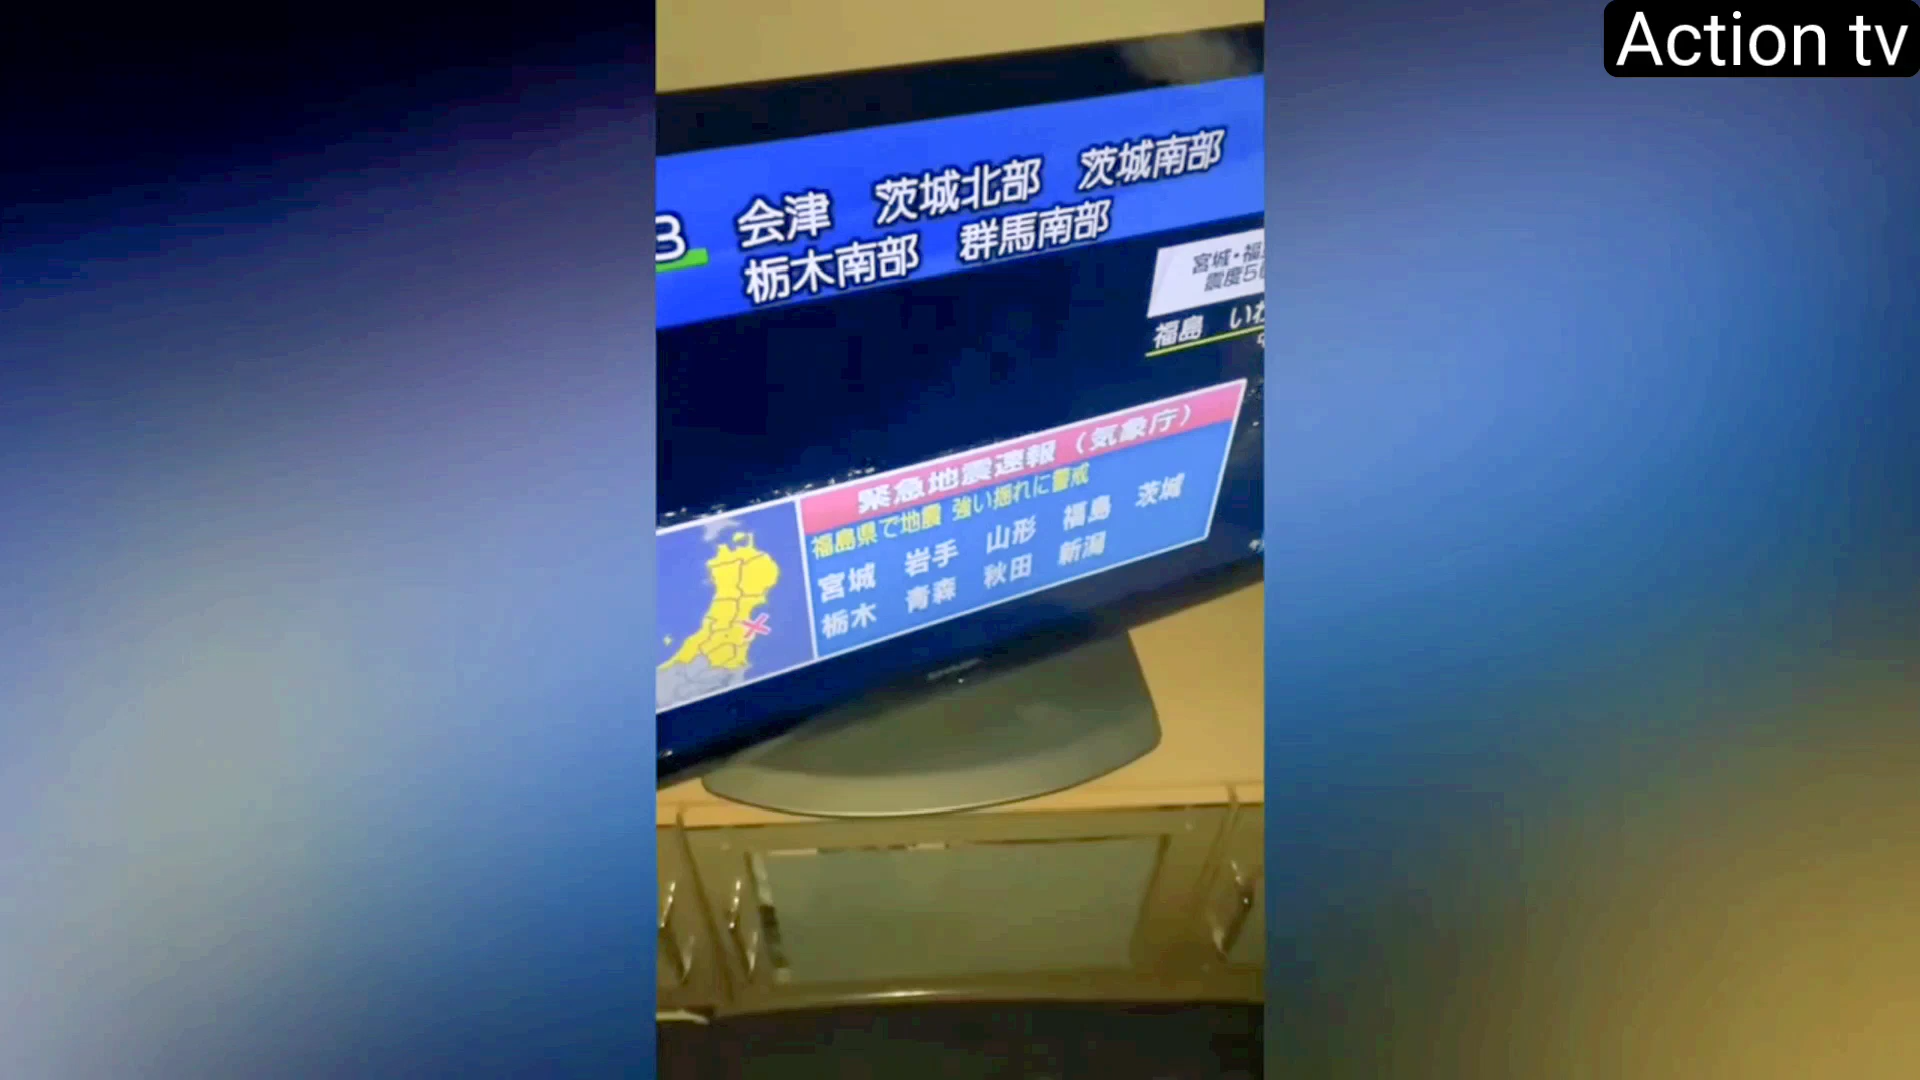 Action tv
3 会津 茨城北部 茨城南部
栃木南部 群馬南部
宮城・福
震度5
福島 いわ
緊急地震速報（気象庁）
福島県で地震 強い揺れに警戒
宮城 岩手 山形 福島 茨城
栃木 青森 秋田 新潟